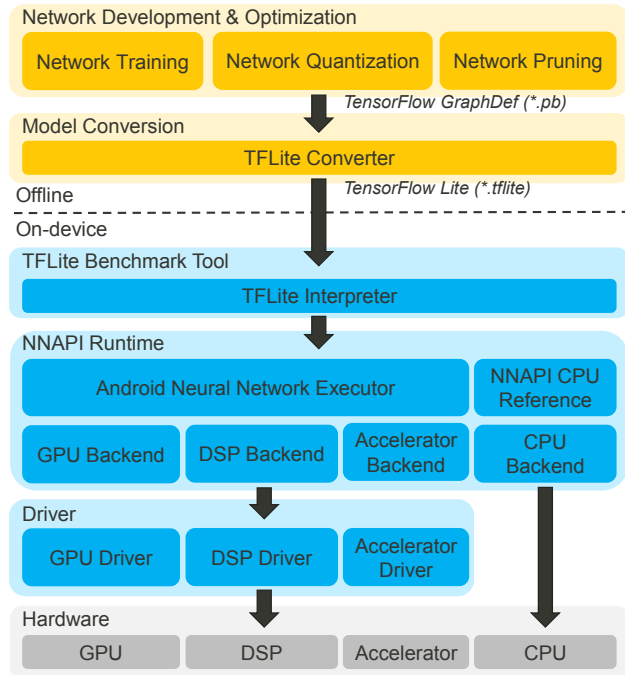 Network Development & Optimization
Network Training
Network Quantization
Network Pruning
TensorFlow GraphDef (*.pb)
Model Conversion
TFLite Converter
TensorFlow Lite (*.tflite)
Offline
On-device
TFLite Benchmark Tool
TFLite Interpreter
NNAPI Runtime
Android Neural Network Executor
NNAPI CPU
Reference
GPU Backend
DSP Backend
Accelerator
Backend
CPU
Backend
Driver
GPU Driver
DSP Driver
Accelerator
Driver
Hardware
GPU
DSP
Accelerator
CPU